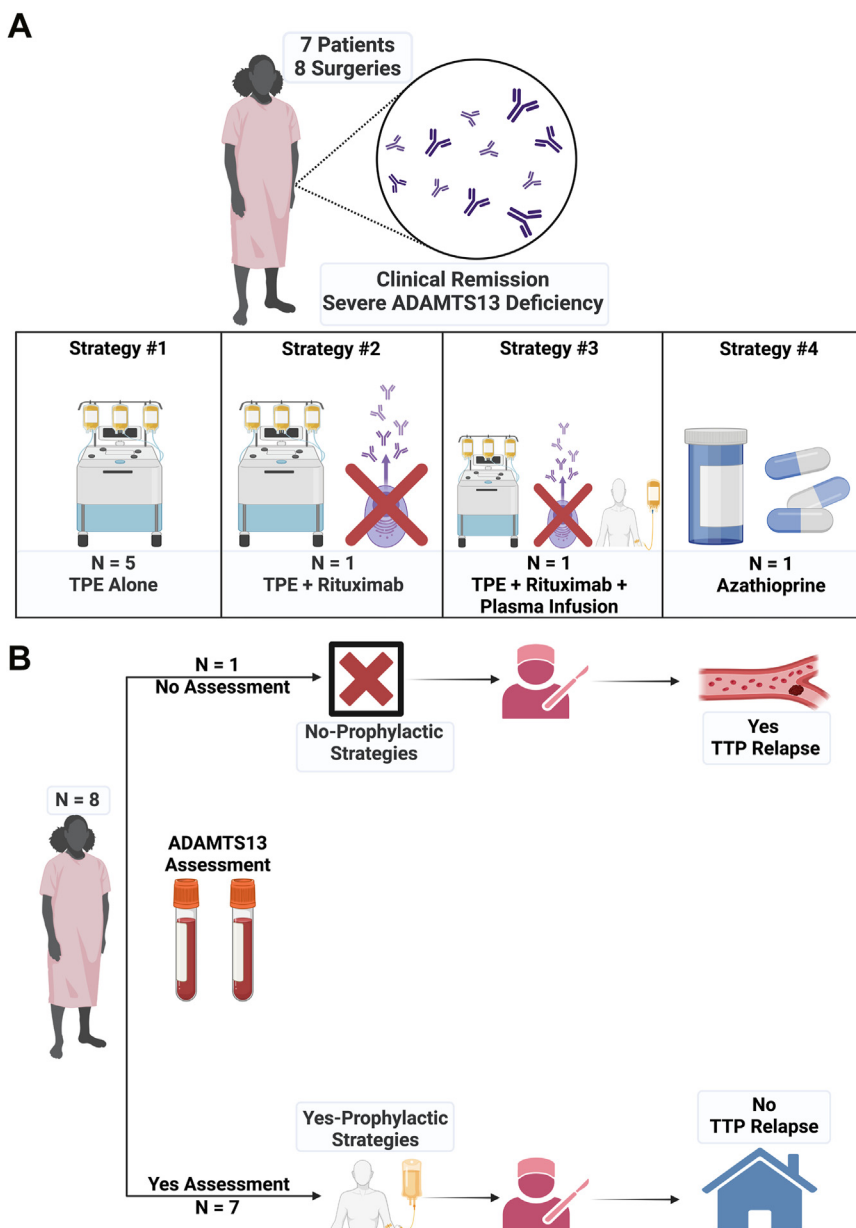 A
7 Patients
8 Surgeries
Clinical Remission
Severe ADAMTS13 Deficiency
Strategy #1
Strategy #2
Strategy #3
Strategy #4
N = 5
TPE Alone
N = 1
TPE + Rituximab
N = 1
TPE + Rituximab +
Plasma Infusion
N = 1
Azathioprine
B
N = 1
No Assessment
No-Prophylactic
Strategies
Yes
TTP Relapse
N = 8
ADAMTS13
Assessment
Yes-Prophylactic
Strategies
No
TTP Relapse
Yes Assessment
N = 7